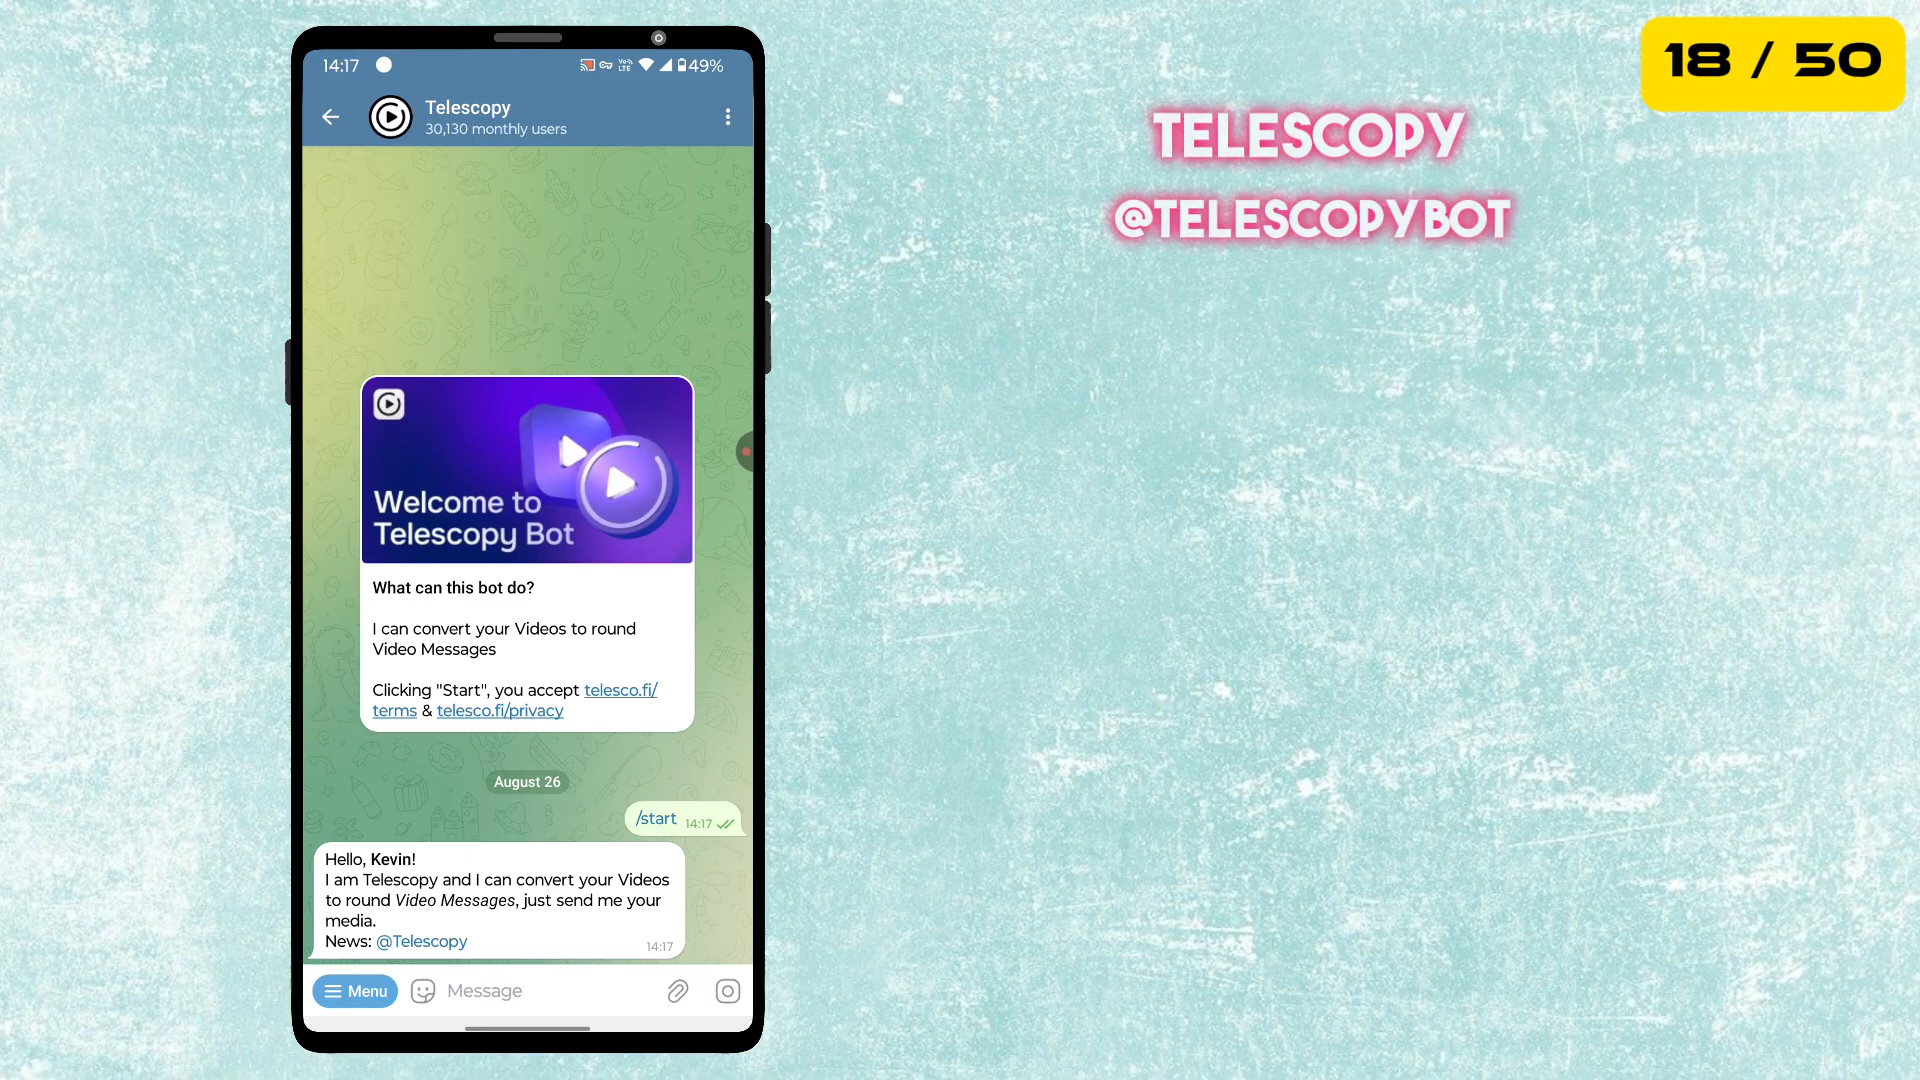 14:17
Vo))
LTE
49%
Telescopy
30,130 monthly users
Welcome to
Telescopy Bot
What can this bot do?
I can convert your Videos to round
Video Messages
Clicking "Start", you accept telesco.fi/
terms & telesco.fi/privacy
August 26
/start 14:17
Hello, Kevin!
I am Telescopy and I can convert your Videos
to round Video Messages, just send me your
media.
News: @Telescopy
14:17
Menu
Message
18 / 50
TELESCOPY
@TELESCOPYBOT